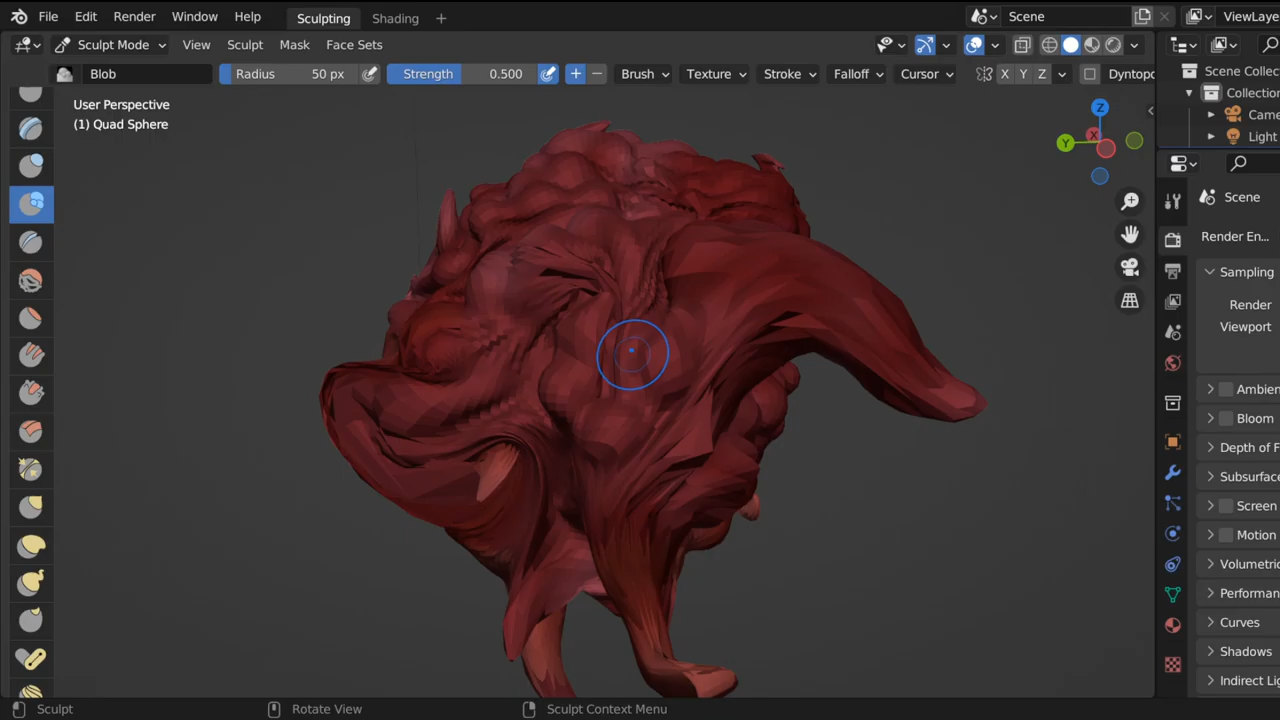 File Edit Render Window Help Sculpting Shading + Scene ViewLaye
Sculpt Mode View Sculpt Mask Face Sets
Blob Radius 50 px Strength 0.500 + − Brush Texture Stroke Falloff Cursor X Y Z Dyntopo
Scene Collec
Collection
Came
Light
User Perspective
(1) Quad Sphere
Z
Y
X
Scene
Render En...
Sampling
Render
Viewport
Ambien
Bloom
Depth of F
Subsurface
Screen
Motion
Volumetric
Performan
Curves
Shadows
Indirect Lig
Sculpt Rotate View Sculpt Context Menu